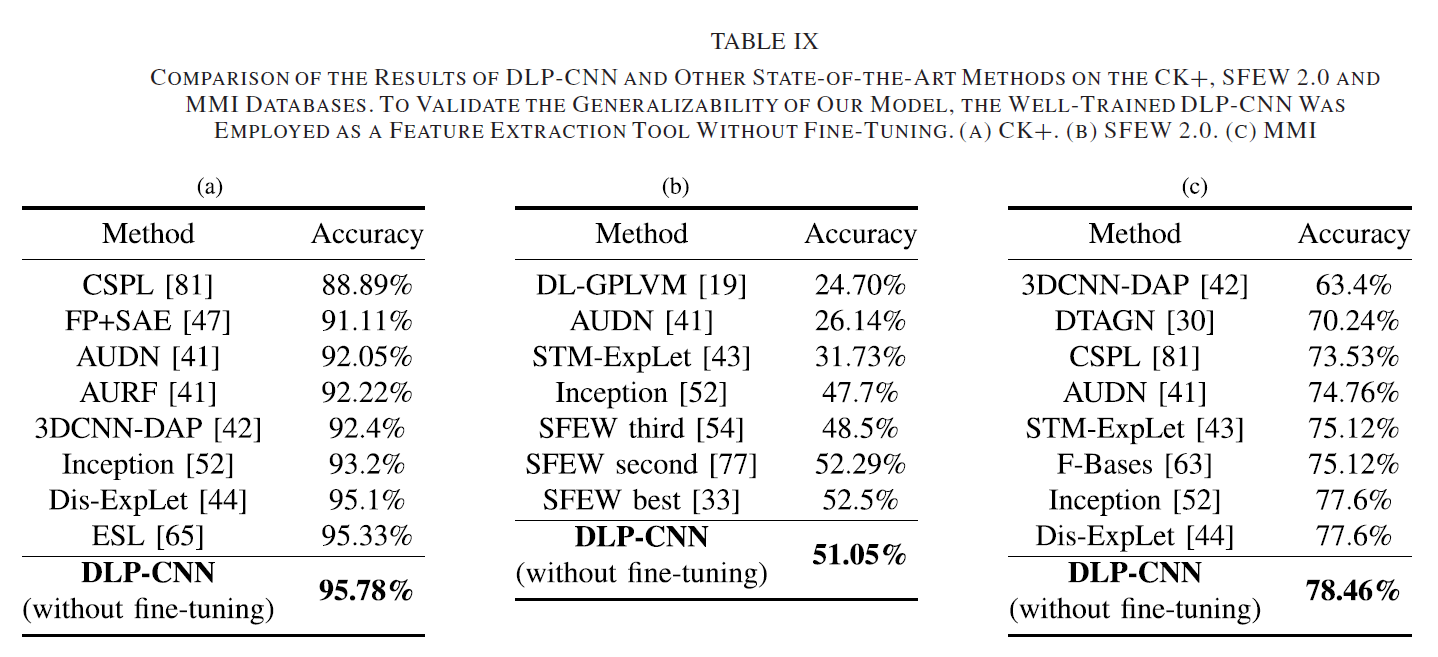 TABLE IX
COMPARISON OF THE RESULTS OF DLP-CNN AND OTHER STATE-OF-THE-ART METHODS ON THE CK+, SFEW 2.0 AND
MMI DATABASES. TO VALIDATE THE GENERALIZABILITY OF OUR MODEL, THE WELL-TRAINED DLP-CNN WAS
EMPLOYED AS A FEATURE EXTRACTION TOOL WITHOUT FINE-TUNING. (A) CK+. (B) SFEW 2.0. (C) MMI
(a)
Method Accuracy
CSPL [81] 88.89%
FP+SAE [47] 91.11%
AUDN [41] 92.05%
AURF [41] 92.22%
3DCNN-DAP [42] 92.4%
Inception [52] 93.2%
Dis-ExpLet [44] 95.1%
ESL [65] 95.33%
DLP-CNN
(without fine-tuning) 95.78%
(b)
Method Accuracy
DL-GPLVM [19] 24.70%
AUDN [41] 26.14%
STM-ExpLet [43] 31.73%
Inception [52] 47.7%
SFEW third [54] 48.5%
SFEW second [77] 52.29%
SFEW best [33] 52.5%
DLP-CNN
(without fine-tuning) 51.05%
(c)
Method Accuracy
3DCNN-DAP [42] 63.4%
DTAGN [30] 70.24%
CSPL [81] 73.53%
AUDN [41] 74.76%
STM-ExpLet [43] 75.12%
F-Bases [63] 75.12%
Inception [52] 77.6%
Dis-ExpLet [44] 77.6%
DLP-CNN
(without fine-tuning) 78.46%